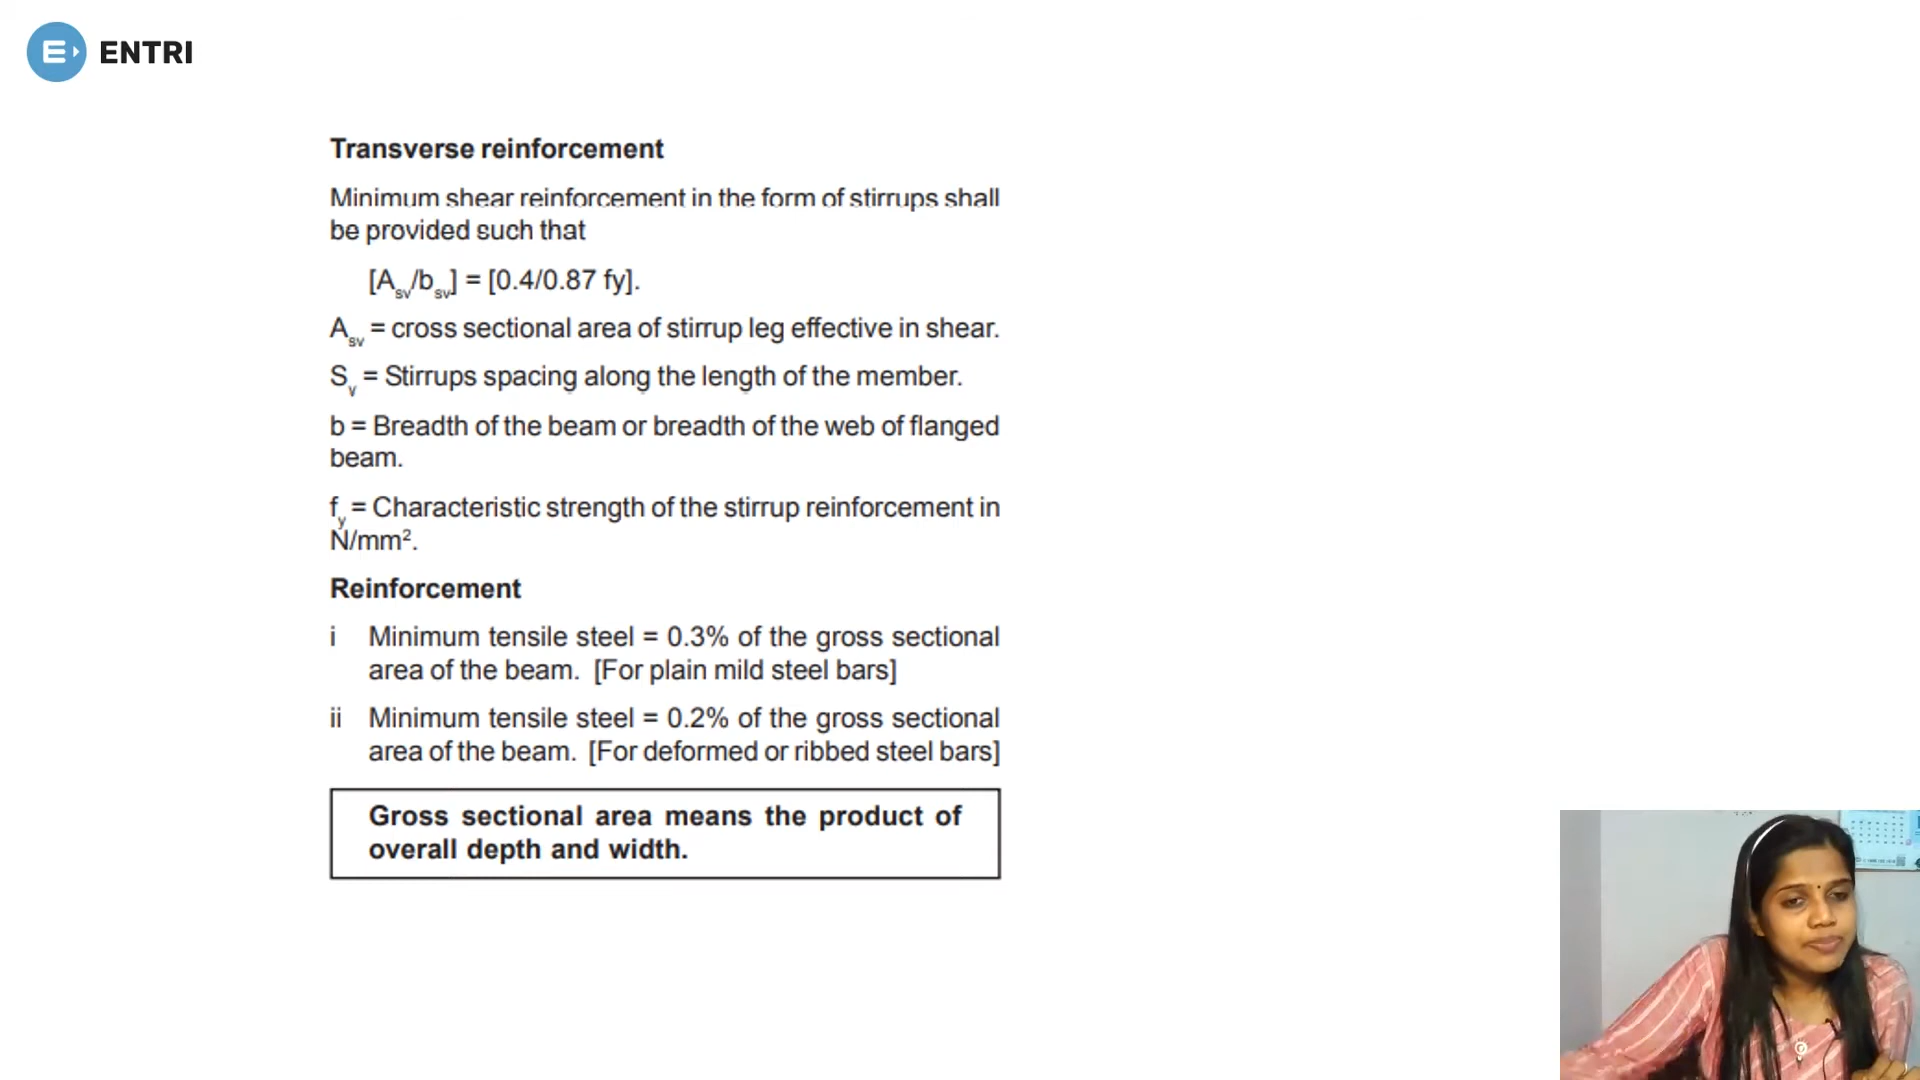 ENTRI
Transverse reinforcement
Minimum shear reinforcement in the form of stirrups shall
be provided such that
[Asv/bsv] = [0.4/0.87 fy].
Asv = cross sectional area of stirrup leg effective in shear.
Sv = Stirrups spacing along the length of the member.
b = Breadth of the beam or breadth of the web of flanged
beam.
fy = Characteristic strength of the stirrup reinforcement in
N/mm².
Reinforcement
i Minimum tensile steel = 0.3% of the gross sectional
area of the beam. [For plain mild steel bars]
ii Minimum tensile steel = 0.2% of the gross sectional
area of the beam. [For deformed or ribbed steel bars]
Gross sectional area means the product of
overall depth and width.